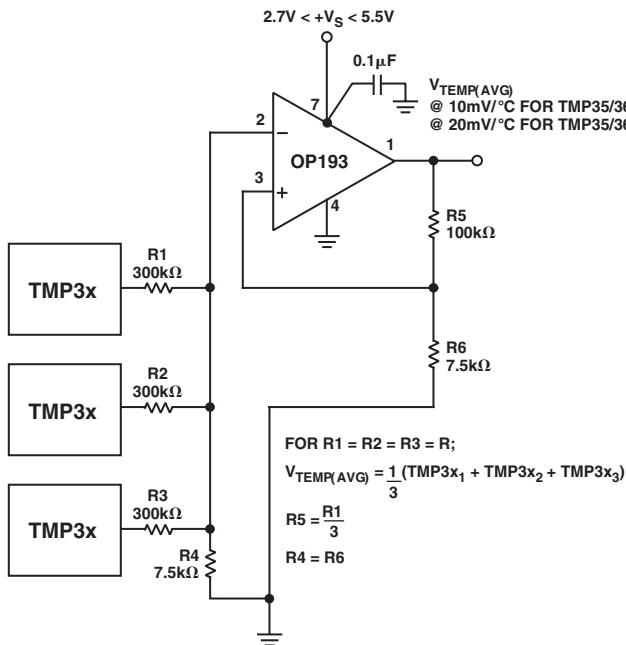 2.7V < +VS < 5.5V
0.1μF
VTEMP(AVG)
@ 10mV/°C FOR TMP35/36
@ 20mV/°C FOR TMP35/36
7
2
1
OP193
3
4
R5
100kΩ
R1
300kΩ
TMP3x
R6
7.5kΩ
R2
300kΩ
TMP3x
FOR R1 = R2 = R3 = R;
VTEMP(AVG) = 1/3 (TMP3x1 + TMP3x2 + TMP3x3)
R3
300kΩ
TMP3x
R5 = R1/3
R4
7.5kΩ
R4 = R6